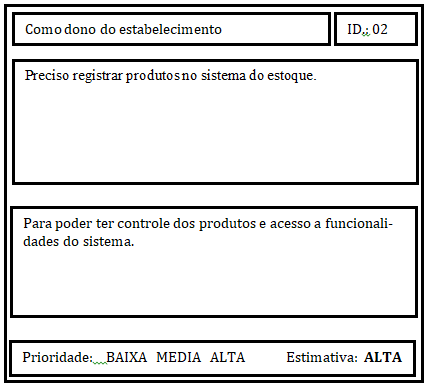 Como dono do estabelecimento
ID.; 02
Preciso registrar produtos no sistema do estoque.
Para poder ter controle dos produtos e acesso a funcionali-
dades do sistema.
Prioridade: BAIXA MEDIA ALTA Estimativa: ALTA